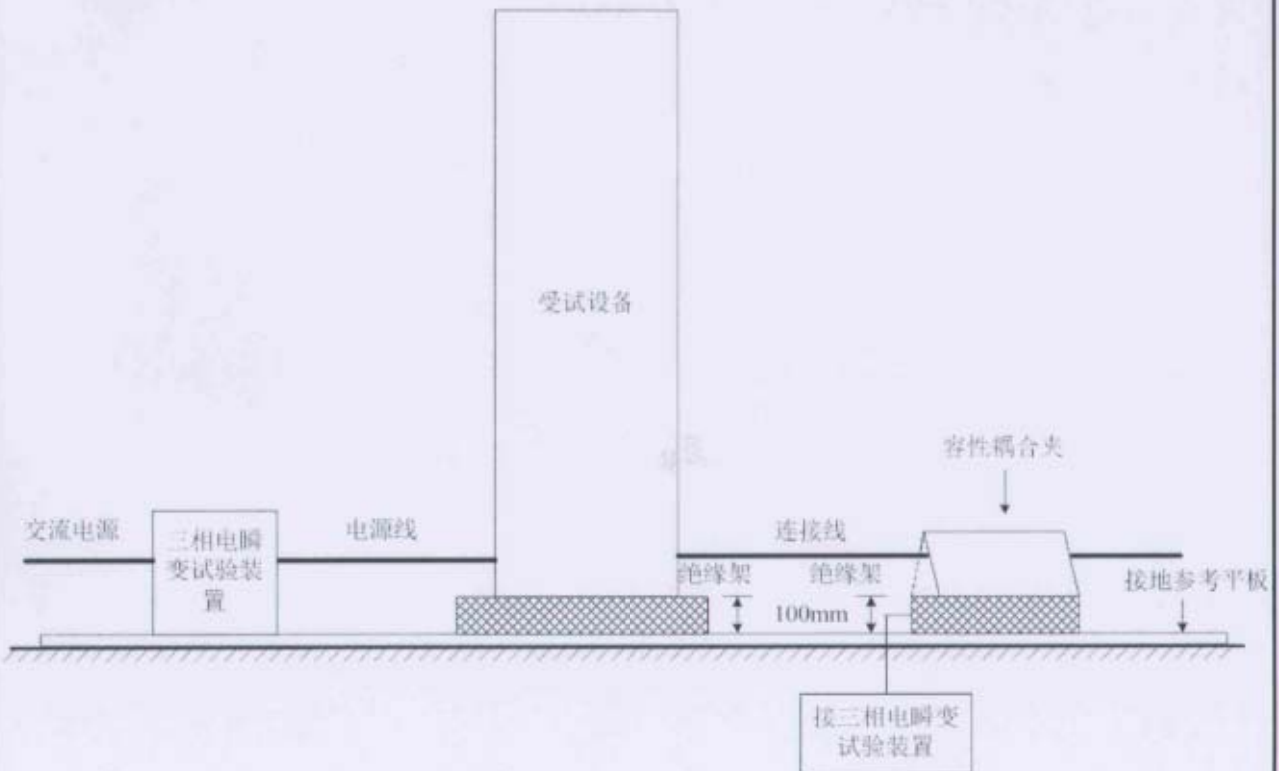 受试设备
容性耦合夹
交流电源
三相电瞬
变试验装
置
电源线
连接线
绝缘架
绝缘架
100mm
接地参考平板
接三相电瞬变
试验装置